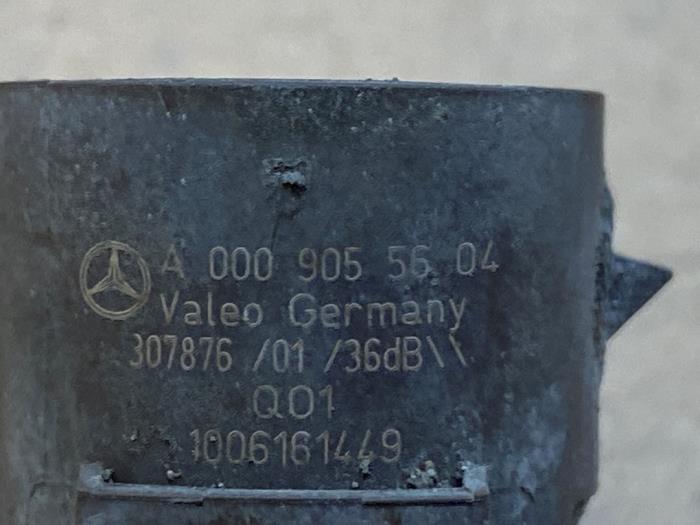 A 000 905 56 04
Valeo Germany
307876 /01 /36dB\\
Q01
1006161449